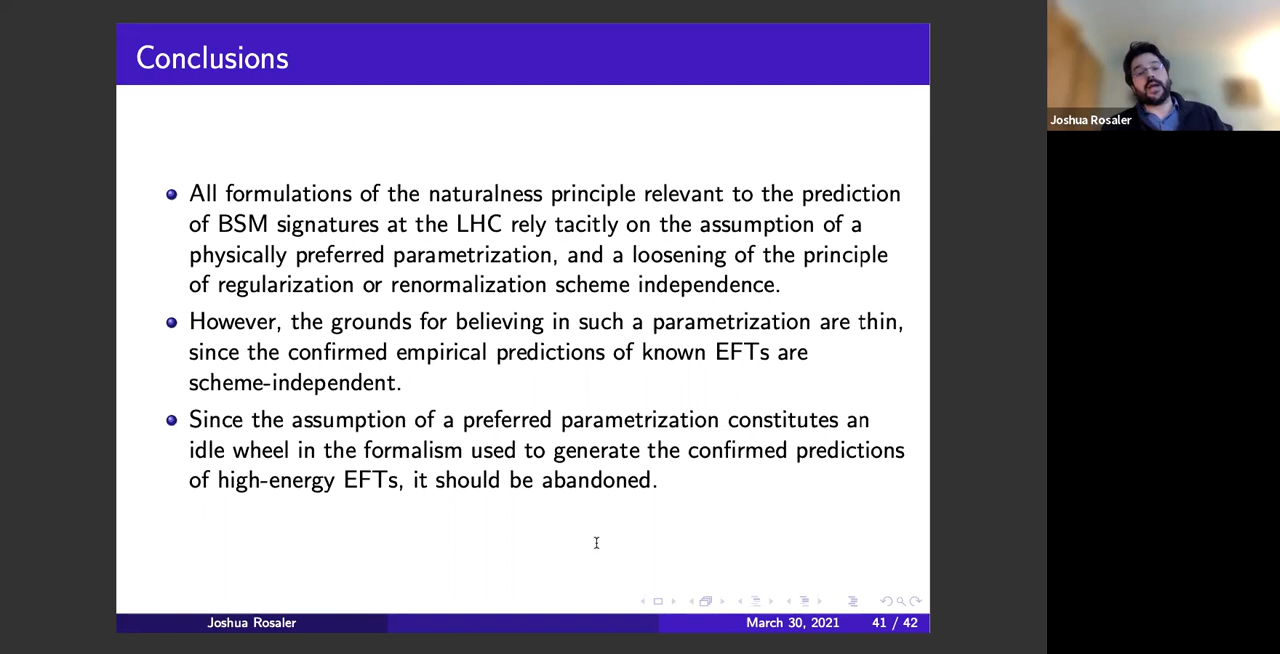 Conclusions
All formulations of the naturalness principle relevant to the prediction
of BSM signatures at the LHC rely tacitly on the assumption of a
physically preferred parametrization, and a loosening of the principle
of regularization or renormalization scheme independence.
However, the grounds for believing in such a parametrization are thin,
since the confirmed empirical predictions of known EFTs are
scheme-independent.
Since the assumption of a preferred parametrization constitutes an
idle wheel in the formalism used to generate the confirmed predictions
of high-energy EFTs, it should be abandoned.
Joshua Rosaler
March 30, 2021
41 / 42
Joshua Rosaler